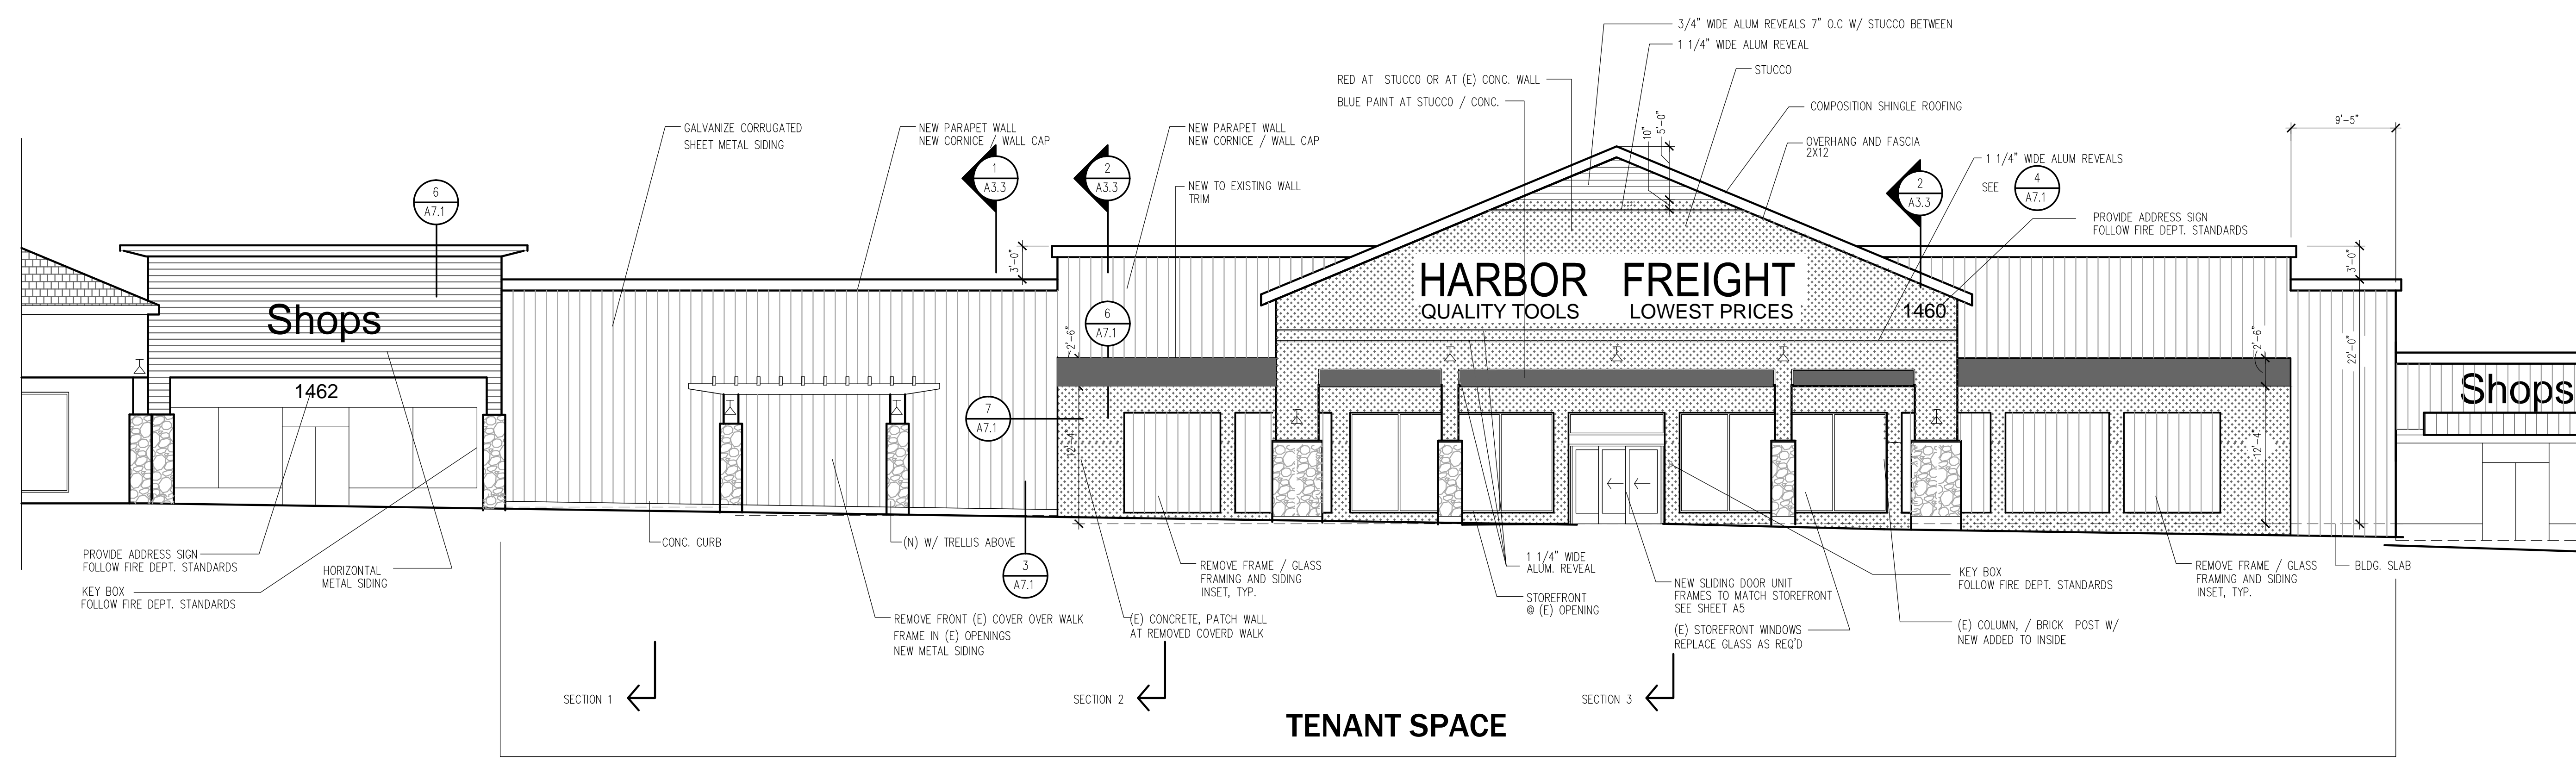 3/4" WIDE ALUM REVEALS 7" O.C W/ STUCCO BETWEEN
1 1/4" WIDE ALUM REVEAL
STUCCO
RED AT STUCCO OR AT (E) CONC. WALL
BLUE PAINT AT STUCCO / CONC.
COMPOSITION SHINGLE ROOFING
OVERHANG AND FASCIA
2X12
10"
5'-0"
9'-5"
GALVANIZE CORRUGATED
SHEET METAL SIDING
NEW PARAPET WALL
NEW CORNICE / WALL CAP
NEW PARAPET WALL
NEW CORNICE / WALL CAP
NEW TO EXISTING WALL
TRIM
1 1/4" WIDE ALUM REVEALS
SEE
4
A7.1
PROVIDE ADDRESS SIGN
FOLLOW FIRE DEPT. STANDARDS
6
A7.1
1
A3.3
2
A3.3
2
A3.3
3'-0"
3'-0"
Shops
HARBOR FREIGHT
QUALITY TOOLS LOWEST PRICES
1460
6
A7.1
2'-6"
2'-6"
22'-0"
1462
Shops
7
A7.1
12'-4"
12'-4"
PROVIDE ADDRESS SIGN
FOLLOW FIRE DEPT. STANDARDS
KEY BOX
FOLLOW FIRE DEPT. STANDARDS
HORIZONTAL
METAL SIDING
CONC. CURB
(N) W/ TRELLIS ABOVE
3
A7.1
REMOVE FRONT (E) COVER OVER WALK
FRAME IN (E) OPENINGS
NEW METAL SIDING
(E) CONCRETE, PATCH WALL
AT REMOVED COVERD WALK
REMOVE FRAME / GLASS
FRAMING AND SIDING
INSET, TYP.
1 1/4" WIDE
ALUM. REVEAL
STOREFRONT
@ (E) OPENING
NEW SLIDING DOOR UNIT
FRAMES TO MATCH STOREFRONT
SEE SHEET A5
(E) STOREFRONT WINDOWS
REPLACE GLASS AS REQ'D
KEY BOX
FOLLOW FIRE DEPT. STANDARDS
(E) COLUMN, / BRICK POST W/
NEW ADDED TO INSIDE
REMOVE FRAME / GLASS
FRAMING AND SIDING
INSET, TYP.
BLDG. SLAB
SECTION 1
SECTION 2
SECTION 3
TENANT SPACE